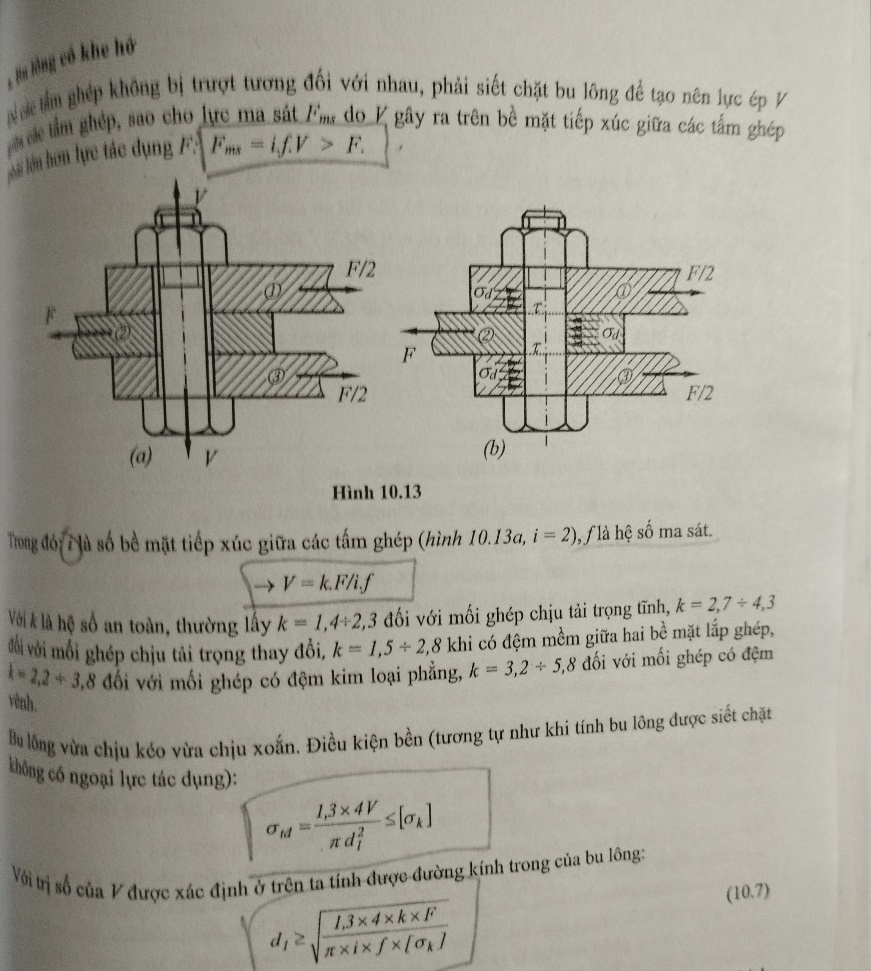 bu lông có khe hở
Để các tấm ghép không bị trượt tương đối với nhau, phải siết chặt bu lông để tạo nên lực ép V
giữa các tấm ghép, sao cho lực ma sát Fms do V gây ra trên bề mặt tiếp xúc giữa các tấm ghép
phải lớn hơn lực tác dụng F: Fms = i.f.V > F.
V
F/2
F/2
F
①
σd
①
τ
②
②
σd
F
τ
③
σd
③
F/2
F/2
(a)
V
(b)
Hình 10.13
Trong đó: i là số bề mặt tiếp xúc giữa các tấm ghép (hình 10.13a, i = 2), f là hệ số ma sát.
→ V = k.F/i.f
Với k là hệ số an toàn, thường lấy k = 1,4÷2,3 đối với mối ghép chịu tải trọng tĩnh, k = 2,7 ÷ 4,3
đối với mối ghép chịu tải trọng thay đổi, k = 1,5 ÷ 2,8 khi có đệm mềm giữa hai bề mặt lắp ghép,
k = 2,2 ÷ 3,8 đối với mối ghép có đệm kim loại phẳng, k = 3,2 ÷ 5,8 đối với mối ghép có đệm
vênh.
Bu lông vừa chịu kéo vừa chịu xoắn. Điều kiện bền (tương tự như khi tính bu lông được siết chặt
không có ngoại lực tác dụng):
σtd = 1,3 × 4V / π d₁² ≤ [σk]
Với trị số của V được xác định ở trên ta tính được đường kính trong của bu lông:
d₁ ≥ √(1,3 × 4 × k × F / π × i × f × [σk]) (10.7)